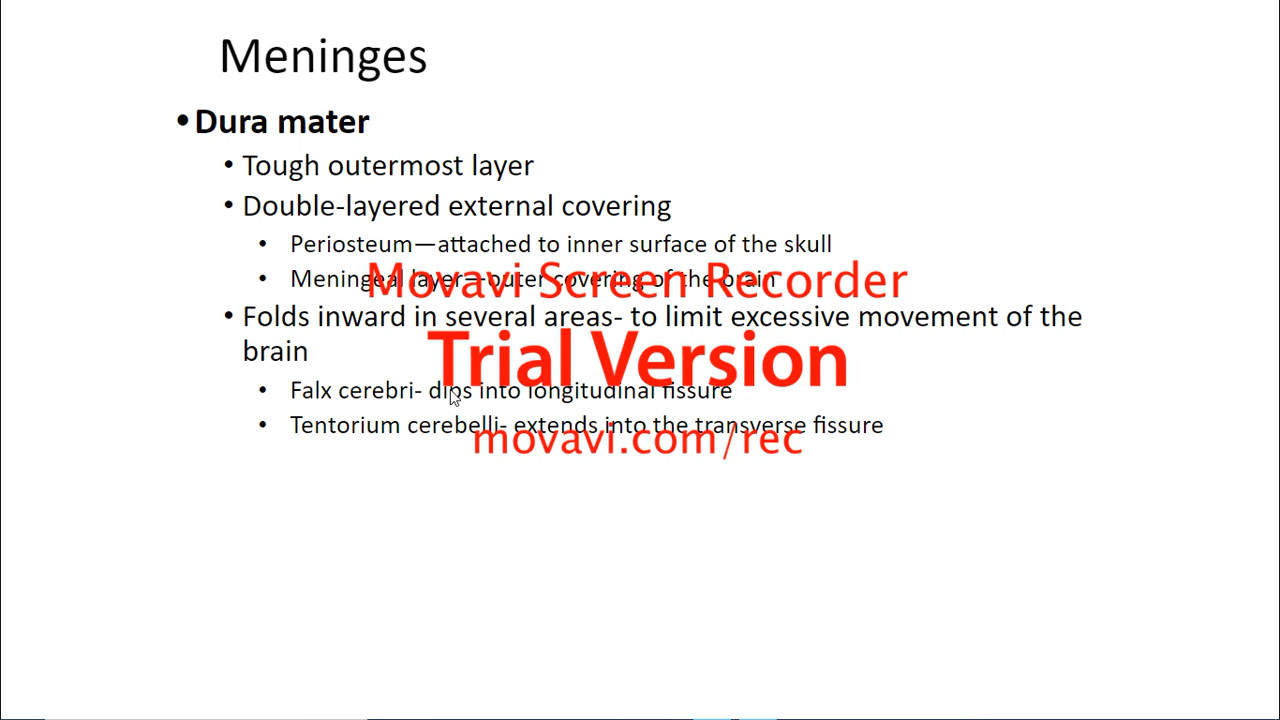 Meninges
•Dura mater
• Tough outermost layer
• Double-layered external covering
• Periosteum—attached to inner surface of the skull
• Meningeal layer—outer covering of the brain
Movavi Screen Recorder
• Folds inward in several areas- to limit excessive movement of the
brain
Trial Version
• Falx cerebri- dips into longitudinal fissure
• Tentorium cerebelli- extends into the transverse fissure
movavi.com/rec